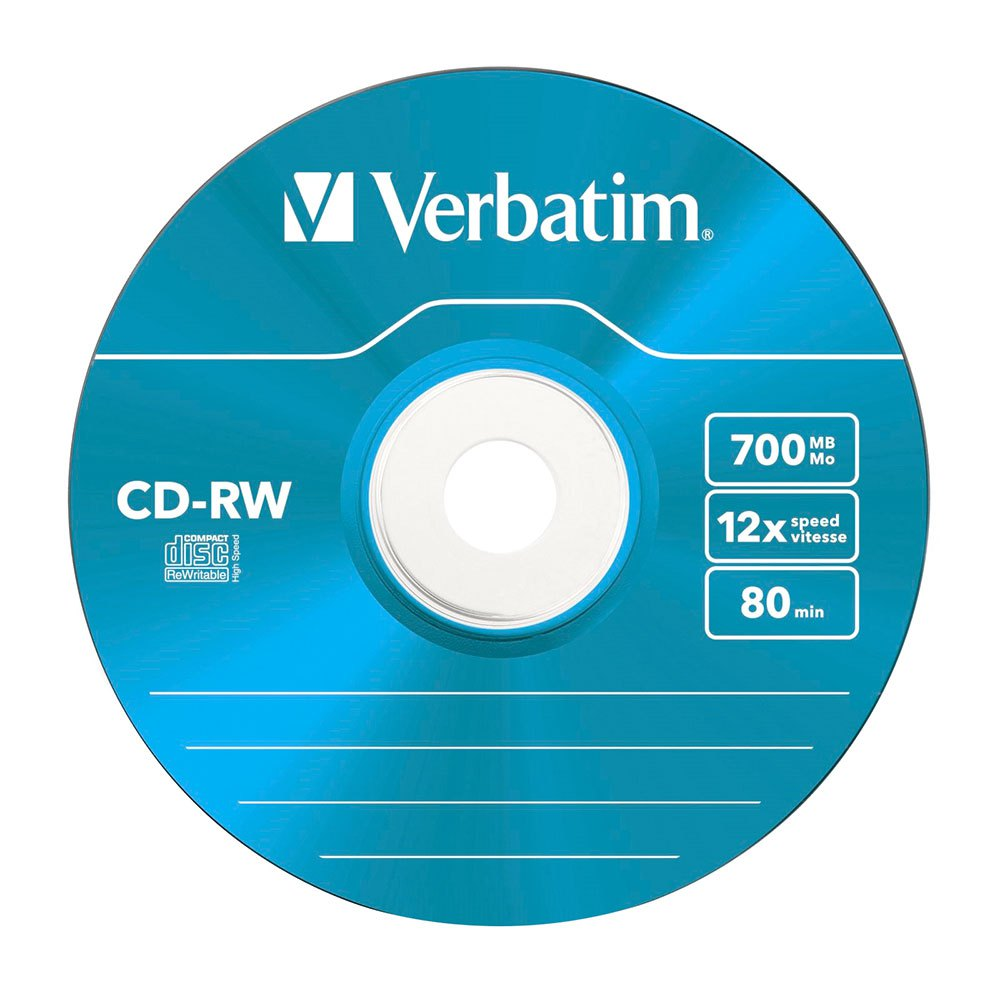 Verbatim®
700 MB Mo
CD-RW
12x speed vitesse
COMPACT
disc
ReWritable
High Speed
80 min